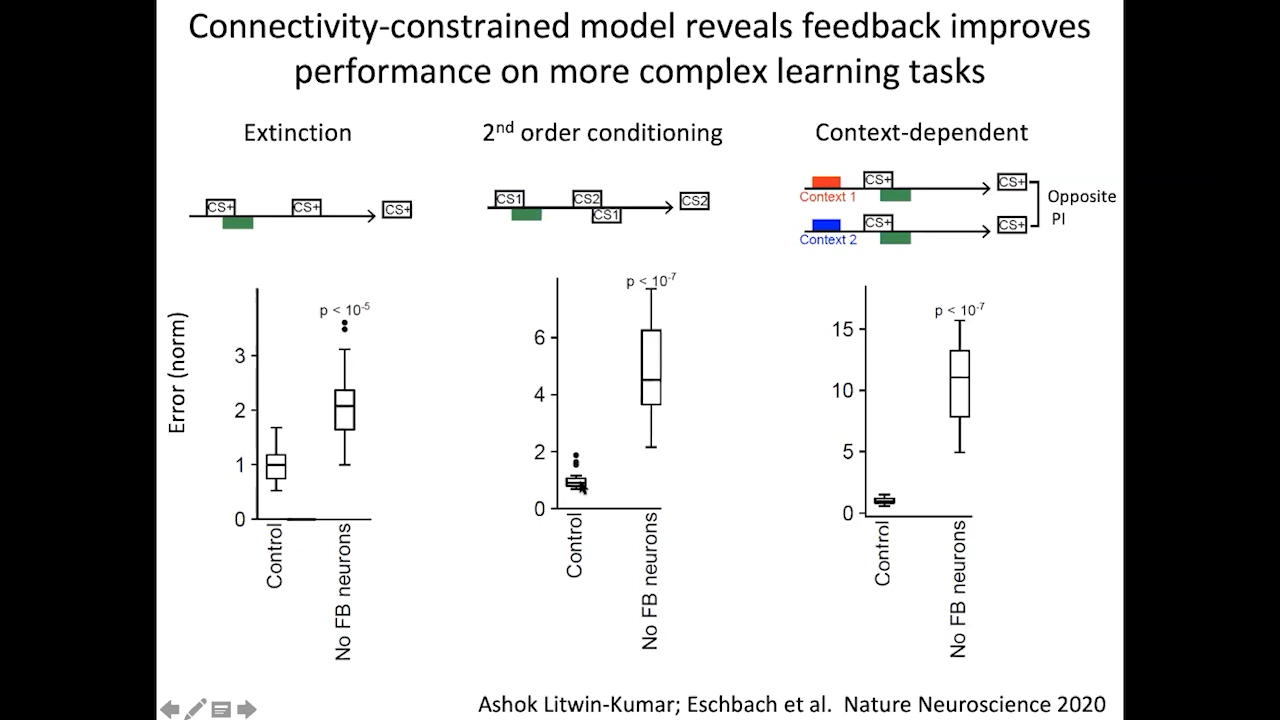 Connectivity-constrained model reveals feedback improves
performance on more complex learning tasks
Extinction
CS+
CS+
CS+
2nd order conditioning
CS1
CS2
CS1
CS2
Context-dependent
Context 1
CS+
CS+
Context 2
CS+
CS+
Opposite
PI
Error (norm)
3
2
1
0
p < 10-5
Control
No FB neurons
6
4
2
0
p < 10-7
Control
No FB neurons
15
10
5
0
p < 10-7
Control
No FB neurons
Ashok Litwin-Kumar; Eschbach et al. Nature Neuroscience 2020